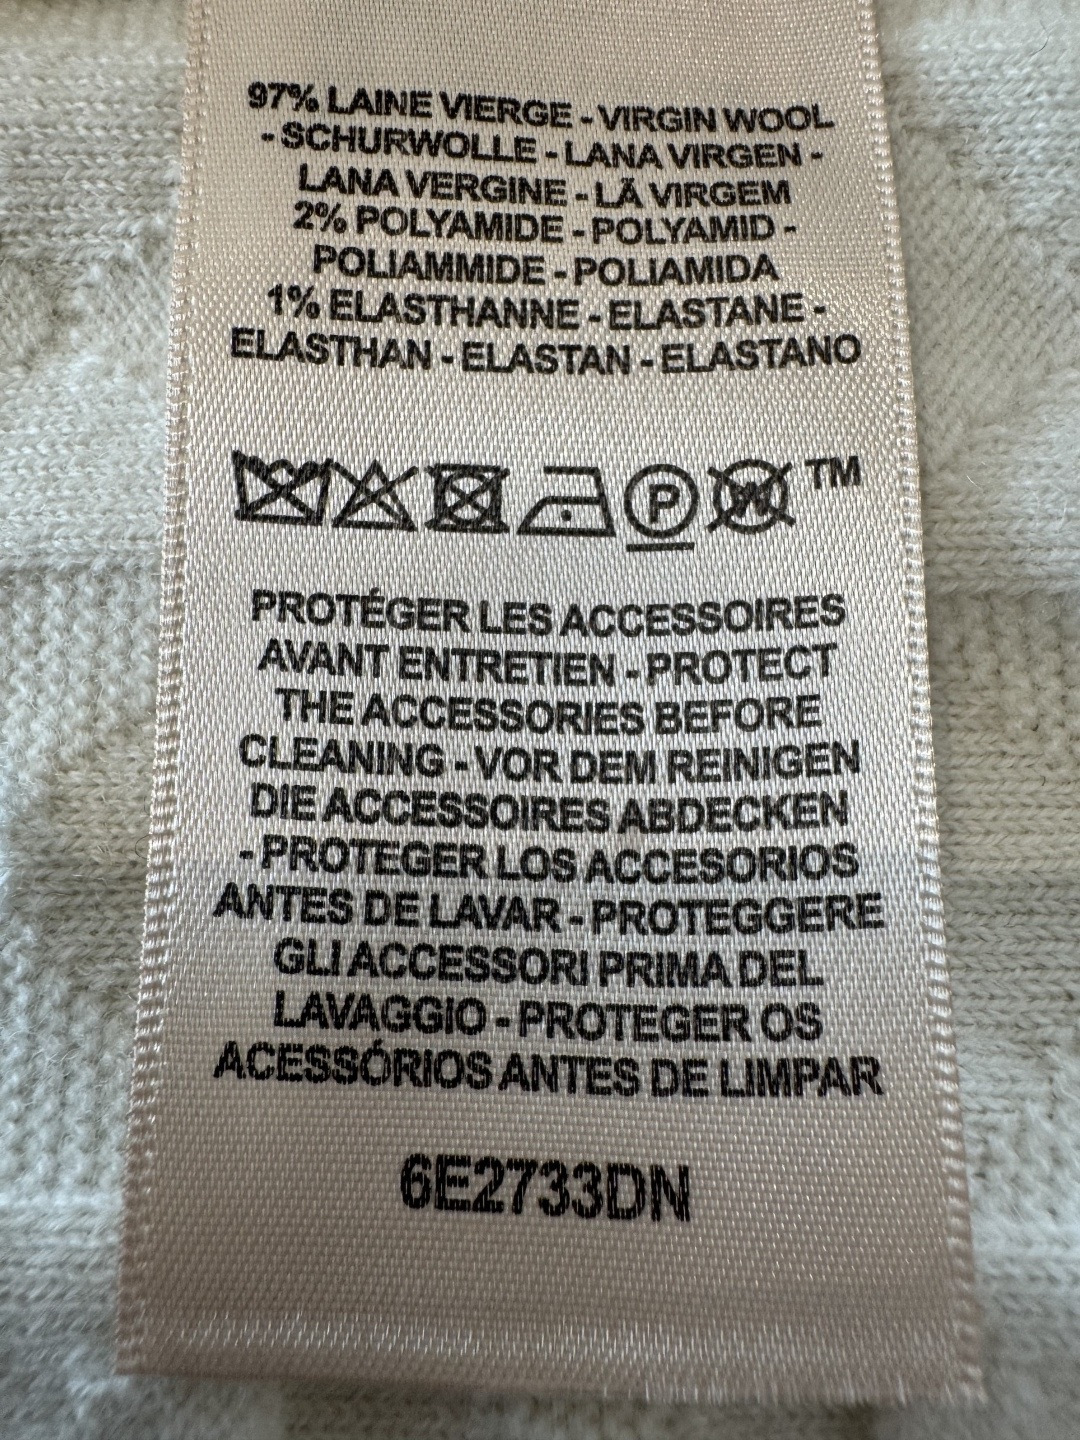 97% LAINE VIERGE - VIRGIN WOOL
- SCHURWOLLE - LANA VIRGEN -
LANA VERGINE - LÃ VIRGEM
2% POLYAMIDE - POLYAMID -
POLIAMMIDE - POLIAMIDA
1% ELASTHANNE - ELASTANE -
ELASTHAN - ELASTAN - ELASTANO
P W TM
PROTÉGER LES ACCESSOIRES
AVANT ENTRETIEN - PROTECT
THE ACCESSORIES BEFORE
CLEANING - VOR DEM REINIGEN
DIE ACCESSOIRES ABDECKEN
- PROTEGER LOS ACCESORIOS
ANTES DE LAVAR - PROTEGGERE
GLI ACCESSORI PRIMA DEL
LAVAGGIO - PROTEGER OS
ACESSÓRIOS ANTES DE LIMPAR
6E2733DN